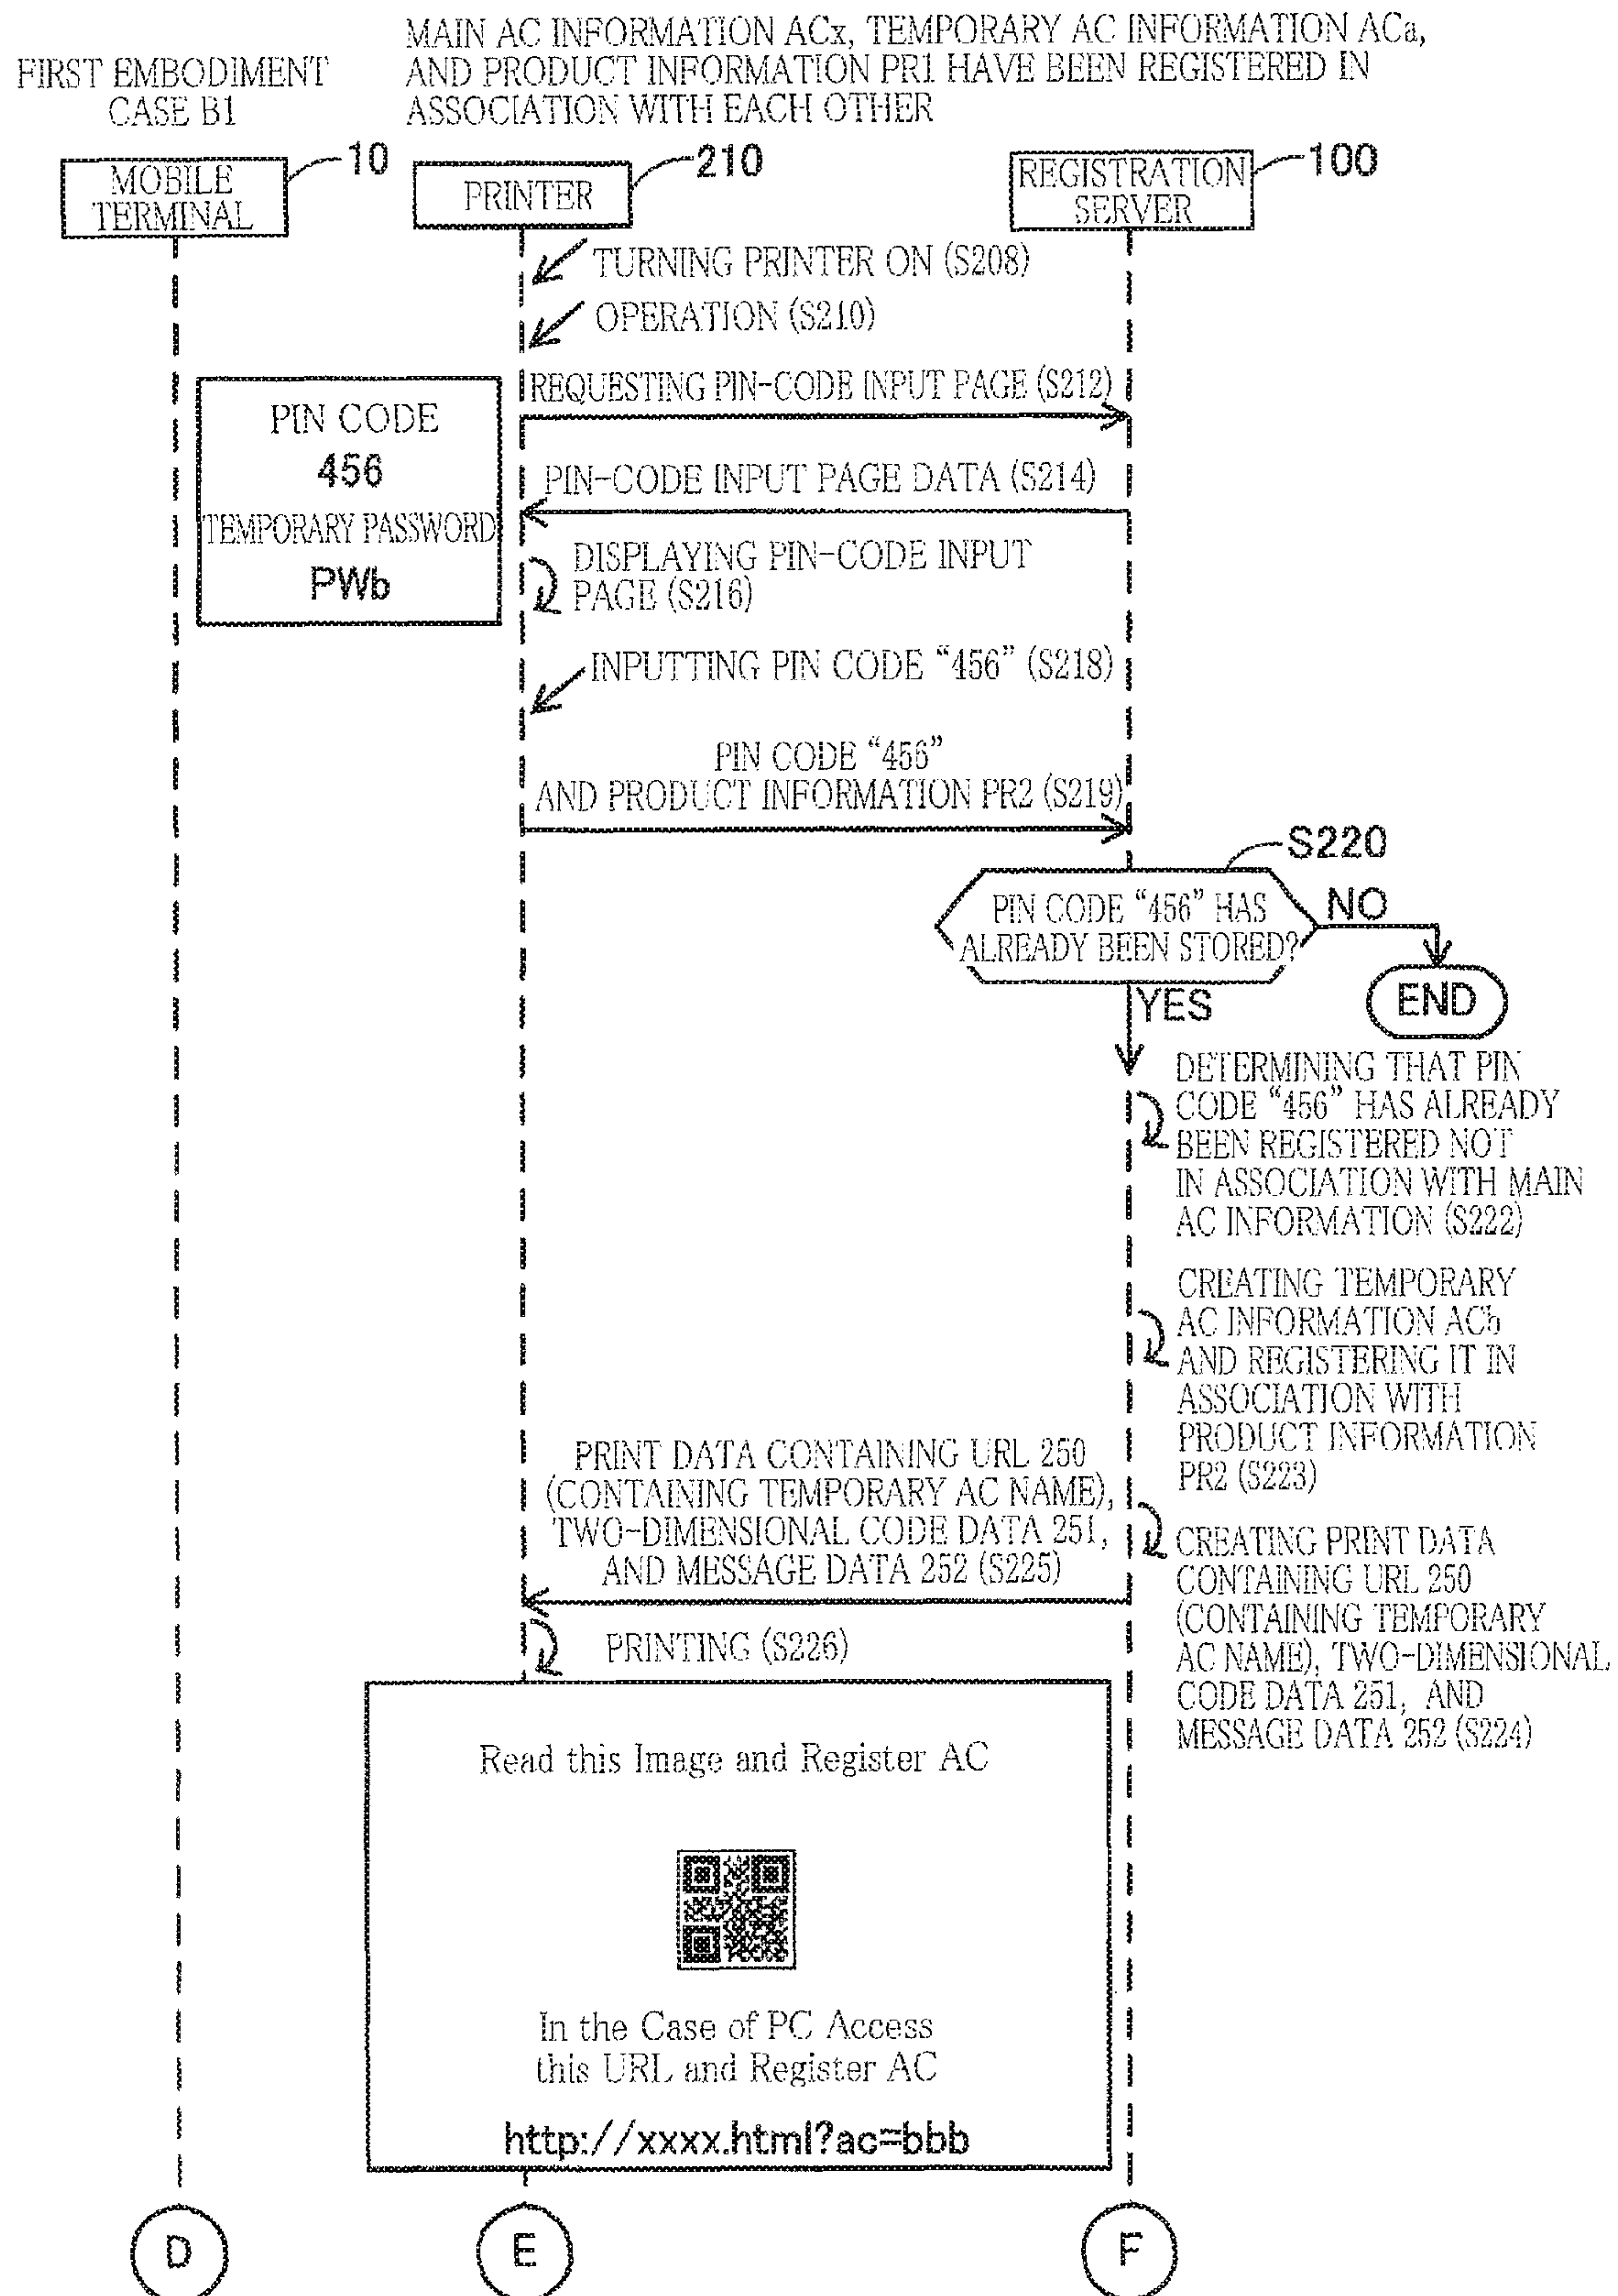 FIRST EMBODIMENT
CASE B1
MAIN AC INFORMATION ACx, TEMPORARY AC INFORMATION ACa,
AND PRODUCT INFORMATION PR1 HAVE BEEN REGISTERED IN
ASSOCIATION WITH EACH OTHER
MOBILE
TERMINAL
10
PRINTER
210
REGISTRATION
SERVER
100
TURNING PRINTER ON (S208)
OPERATION (S210)
REQUESTING PIN-CODE INPUT PAGE (S212)
PIN CODE
456
TEMPORARY PASSWORD
PWb
PIN-CODE INPUT PAGE DATA (S214)
DISPLAYING PIN-CODE INPUT
PAGE (S216)
INPUTTING PIN CODE “456” (S218)
PIN CODE “456”
AND PRODUCT INFORMATION PR2 (S219)
S220
PIN CODE “456” HAS
ALREADY BEEN STORED?
NO
END
YES
DETERMINING THAT PIN
CODE “456” HAS ALREADY
BEEN REGISTERED NOT
IN ASSOCIATION WITH MAIN
AC INFORMATION (S222)
CREATING TEMPORARY
AC INFORMATION ACb
AND REGISTERING IT IN
ASSOCIATION WITH
PRODUCT INFORMATION
PR2 (S223)
CREATING PRINT DATA
CONTAINING URL 250
(CONTAINING TEMPORARY
AC NAME), TWO-DIMENSIONAL
CODE DATA 251, AND
MESSAGE DATA 252 (S224)
PRINT DATA CONTAINING URL 250
(CONTAINING TEMPORARY AC NAME),
TWO-DIMENSIONAL CODE DATA 251,
AND MESSAGE DATA 252 (S225)
PRINTING (S226)
Read this Image and Register AC
In the Case of PC Access
this URL and Register AC
http://xxxx.html?ac=bbb
D
E
F